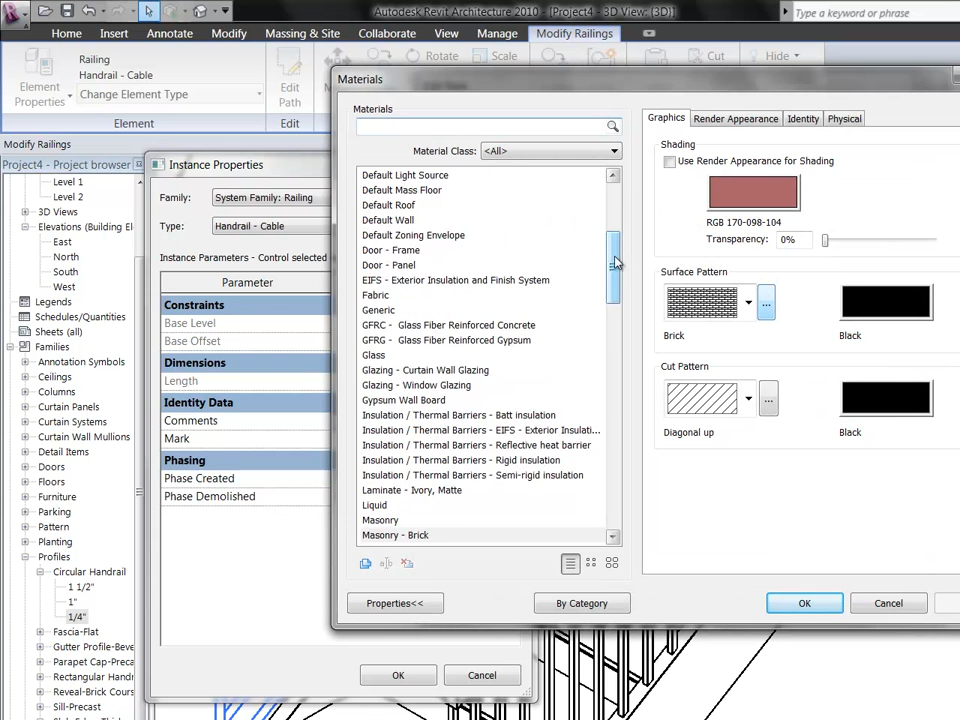 Autodesk Revit Architecture 2010 - Project4 - 3D View: {3D}
Type a keyword or phrase
Home
Insert
Annotate
Modify
Massing & Site
Collaborate
View
Manage
Modify Railings
Element
Properties
Railing
Handrail - Cable
Change Element Type
Edit
Path
Rotate
Scale
Cut
Hide
Element
Edit
Modify Railings
Project4 - Project browser
Level 1
Level 2
3D Views
Elevations (Building El
East
North
South
West
Legends
Schedules/Quantities
Sheets (all)
Families
Annotation Symbols
Ceilings
Columns
Curtain Panels
Curtain Systems
Curtain Wall Mullions
Detail Items
Doors
Floors
Furniture
Parking
Pattern
Planting
Profiles
Circular Handrail
1 1/2"
1"
1/4"
Fascia-Flat
Gutter Profile-Beve
Parapet Cap-Preca
Rectangular Handr
Reveal-Brick Cours
Sill-Precast
Instance Properties
Family:
System Family: Railing
Type:
Handrail - Cable
Instance Parameters - Control selected
Parameter
Constraints
Base Level
Base Offset
Dimensions
Length
Identity Data
Comments
Mark
Phasing
Phase Created
Phase Demolished
OK
Cancel
Materials
Materials
Material Class:
<All>
Default Light Source
Default Mass Floor
Default Roof
Default Wall
Default Zoning Envelope
Door - Frame
Door - Panel
EIFS - Exterior Insulation and Finish System
Fabric
Generic
GFRC - Glass Fiber Reinforced Concrete
GFRG - Glass Fiber Reinforced Gypsum
Glass
Glazing - Curtain Wall Glazing
Glazing - Window Glazing
Gypsum Wall Board
Insulation / Thermal Barriers - Batt insulation
Insulation / Thermal Barriers - EIFS - Exterior Insulati...
Insulation / Thermal Barriers - Reflective heat barrier
Insulation / Thermal Barriers - Rigid insulation
Insulation / Thermal Barriers - Semi-rigid insulation
Laminate - Ivory, Matte
Liquid
Masonry
Masonry - Brick
Properties<<
By Category
OK
Cancel
Graphics
Render Appearance
Identity
Physical
Shading
Use Render Appearance for Shading
RGB 170-098-104
Transparency:
0%
Surface Pattern
...
Brick
Black
Cut Pattern
...
Diagonal up
Black